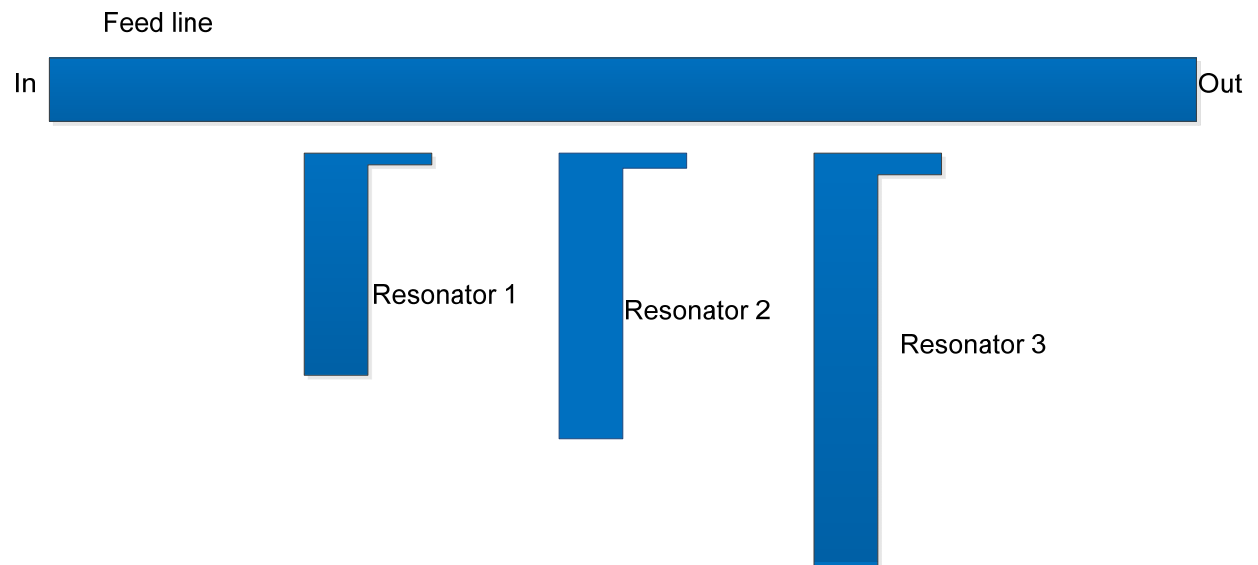 Feed line
In
Out
Resonator 1
Resonator 2
Resonator 3